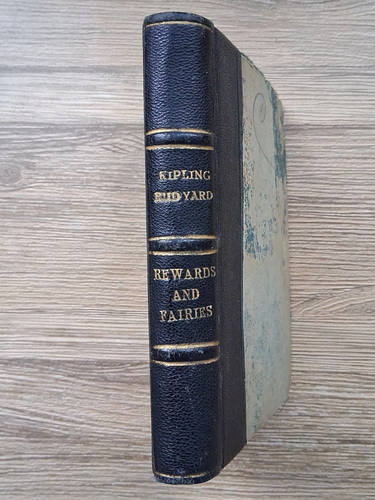 KIPLING
RUDYARD
REWARDS
AND
FAIRIES